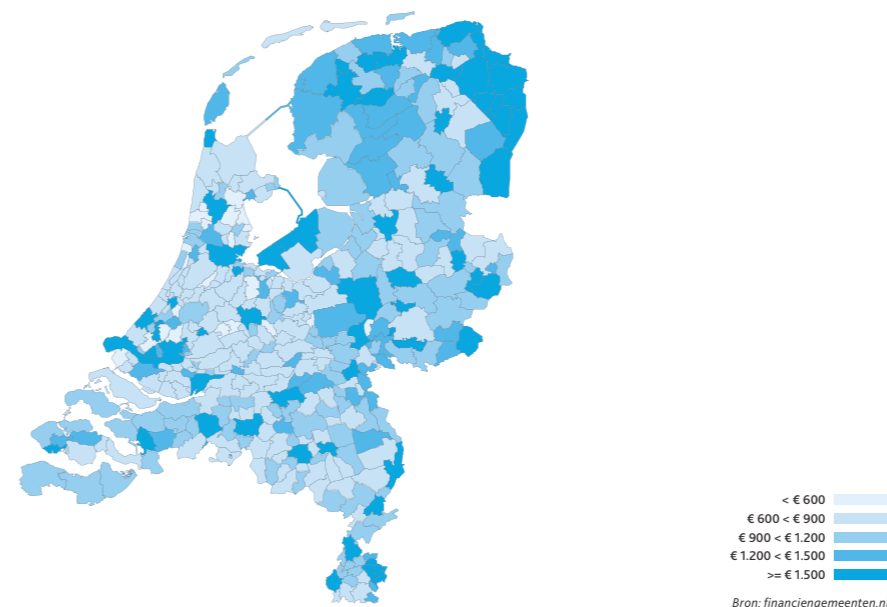 < € 600
€ 600 < € 900
€ 900 < € 1.200
€ 1.200 < € 1.500
>= € 1.500
Bron: financiengemeenten.nl